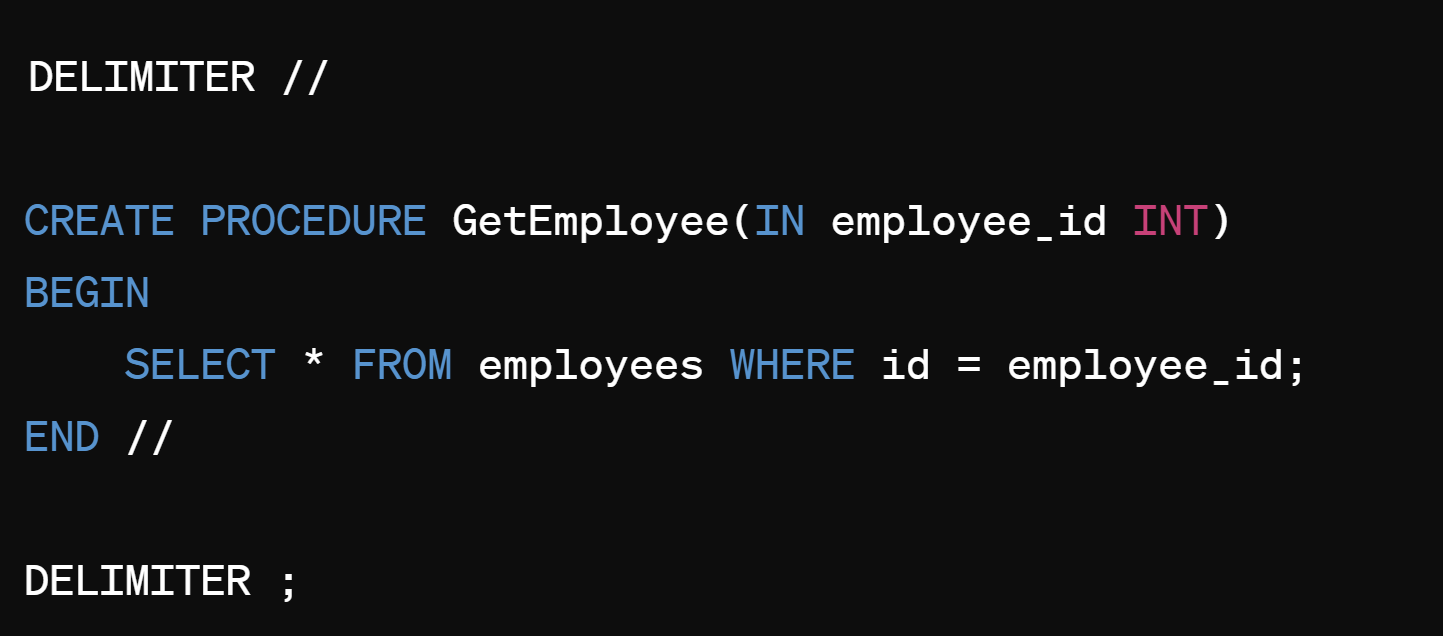 DELIMITER //
CREATE PROCEDURE GetEmployee(IN employee_id INT)
BEGIN
    SELECT * FROM employees WHERE id = employee_id;
END //
DELIMITER ;